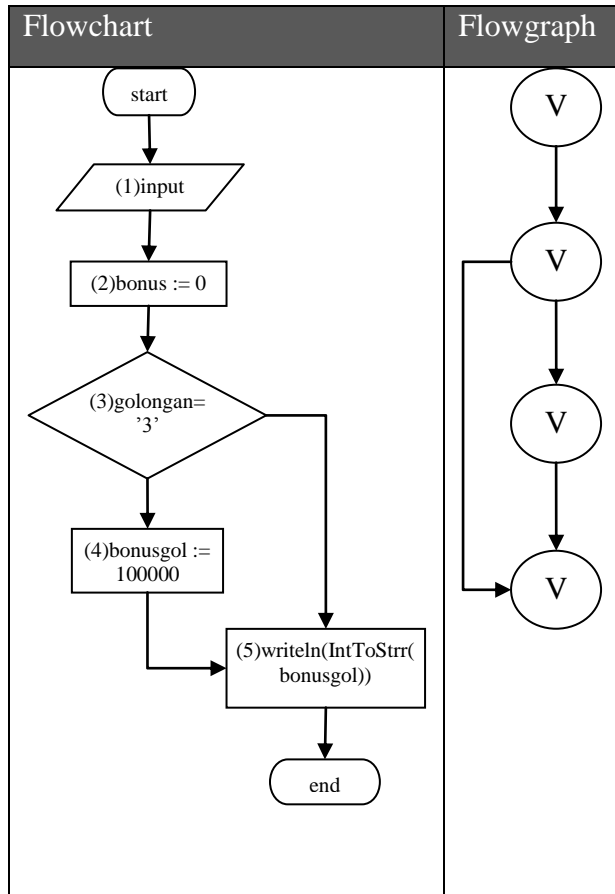 Flowchart
Flowgraph
start
(1)input
(2)bonus := 0
(3)golongan=
’3’
(4)bonusgol :=
100000
(5)writeln(IntToStrr(
bonusgol))
end
V
V
V
V